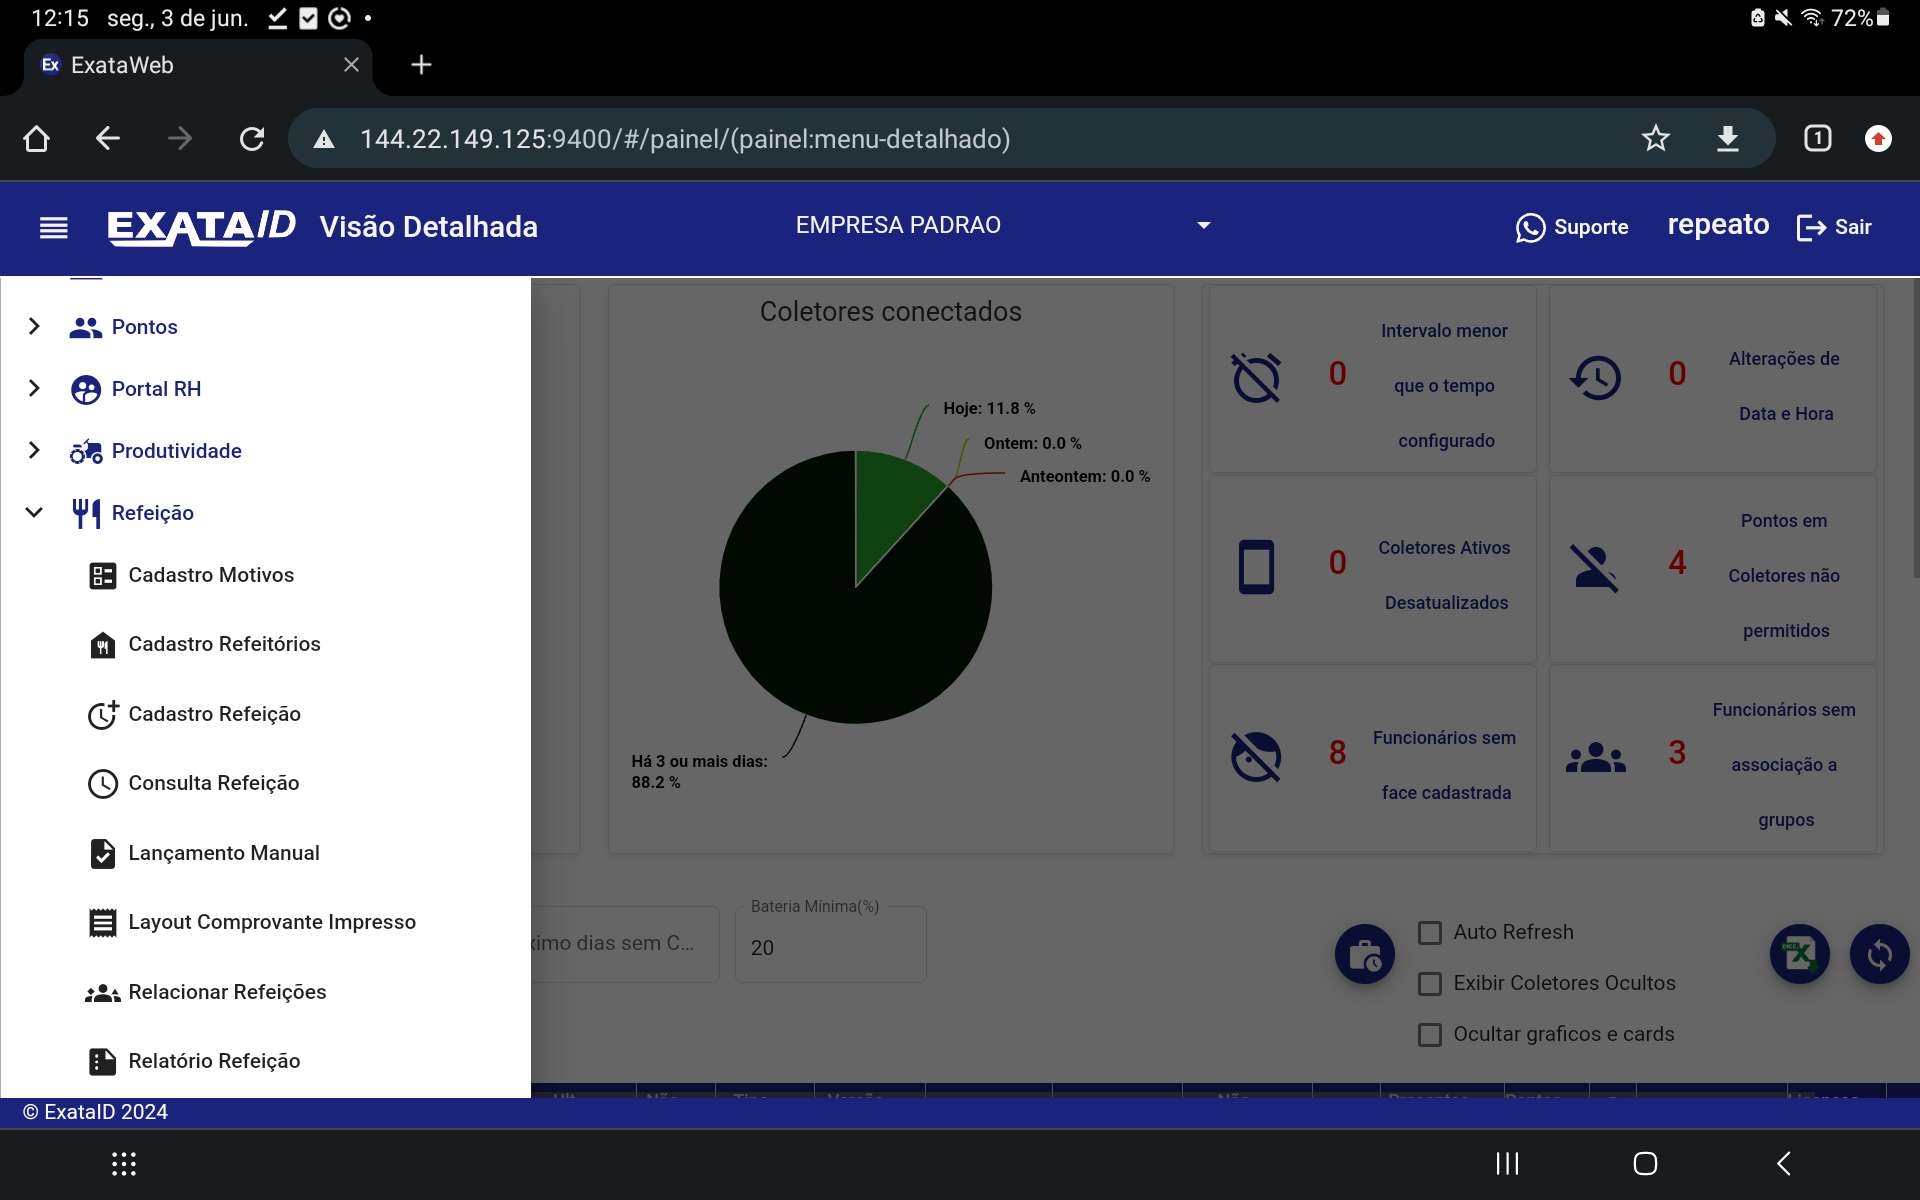 12:15 seg., 3 de jun.
72%
Ex ExataWeb
144.22.149.125:9400/#/painel/(painel:menu-detalhado)
1
EXATAID Visão Detalhada
EMPRESA PADRAO
Suporte
repeato
Sair
Pontos
Portal RH
Produtividade
Refeição
Cadastro Motivos
Cadastro Refeitórios
Cadastro Refeição
Consulta Refeição
Lançamento Manual
Layout Comprovante Impresso
Relacionar Refeições
Relatório Refeição
Coletores conectados
Hoje: 11.8 %
Ontem: 0.0 %
Anteontem: 0.0 %
Há 3 ou mais dias:
88.2 %
0
Intervalo menor
que o tempo
configurado
0
Alterações de
Data e Hora
0
Coletores Ativos
Desatualizados
4
Pontos em
Coletores não
permitidos
8
Funcionários sem
face cadastrada
3
Funcionários sem
associação a
grupos
ximo dias sem C...
Bateria Mínima(%)
20
Auto Refresh
Exibir Coletores Ocultos
Ocultar graficos e cards
© ExataID 2024